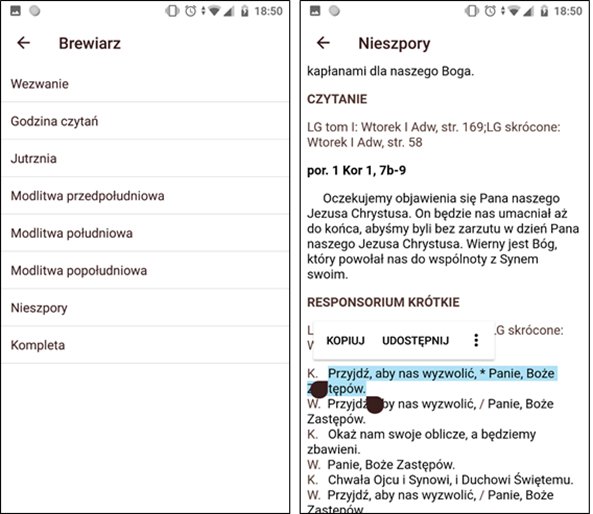 18:50
Brewiarz
Wezwanie
Godzina czytań
Jutrznia
Modlitwa przedpołudniowa
Modlitwa południowa
Modlitwa popołudniowa
Nieszpory
Kompleta
18:50
Nieszpory
kapłanami dla naszego Boga.
CZYTANIE
LG tom I: Wtorek I Adw, str. 169;LG skrócone:
Wtorek I Adw, str. 58
por. 1 Kor 1, 7b-9
Oczekujemy objawienia się Pana naszego
Jezusa Chrystusa. On będzie nas umacniał aż
do końca, abyśmy byli bez zarzutu w dzień Pana
naszego Jezusa Chrystusa. Wierny jest Bóg,
który powołał nas do wspólnoty z Synem
swoim.
RESPONSORIUM KRÓTKIE
LG skrócone:
KOPIUJ UDOSTĘPNIJ
K. Przyjdź, aby nas wyzwolić, * Panie, Boże
W. Przyjdź aby nas wyzwolić, / Panie, Boże
Zastępów.
K. Okaż nam swoje oblicze, a będziemy
zbawieni.
W. Panie, Boże Zastępów.
K. Chwała Ojcu i Synowi, i Duchowi Świętemu.
W. Przyjdź, aby nas wyzwolić, / Panie, Boże
Zastępów.